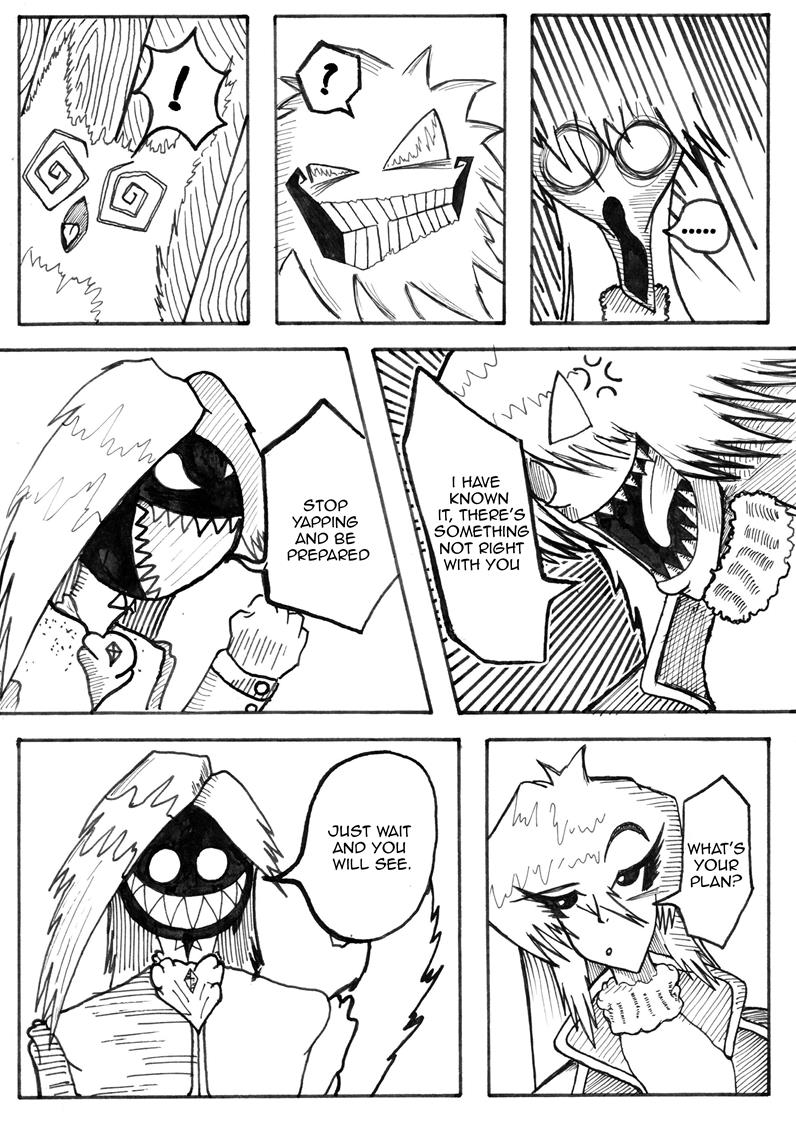 .....
?
!
I HAVE
KNOWN
IT, THERE'S
SOMETHING
NOT RIGHT
WITH YOU
STOP
YAPPING
AND BE
PREPARED
WHAT'S
YOUR
PLAN?
JUST WAIT
AND YOU
WILL SEE.